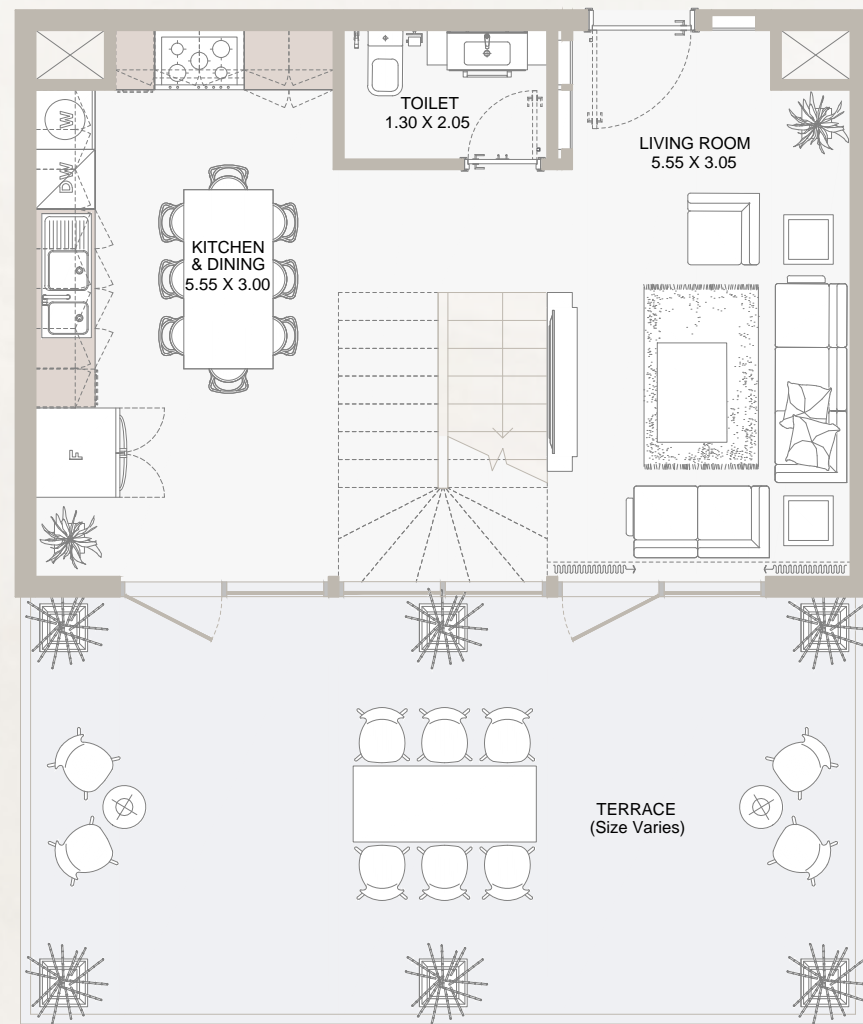 TOILET
1.30 X 2.05
LIVING ROOM
5.55 X 3.05
W
DW
KITCHEN
& DINING
5.55 X 3.00
F
TERRACE
(Size Varies)